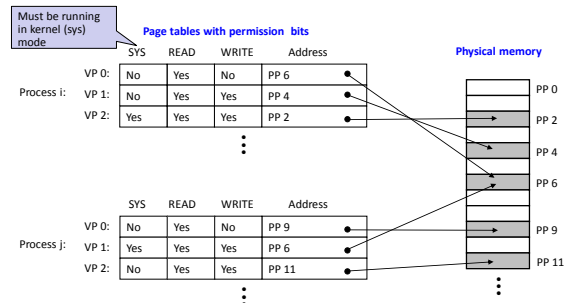 Must be running
in kernel (sys)
mode
Page tables with permission bits
Physical memory
SYS READ WRITE Address
Process i:
VP 0: No Yes No PP 6
VP 1: No Yes Yes PP 4
VP 2: Yes Yes Yes PP 2
SYS READ WRITE Address
Process j:
VP 0: No Yes No PP 9
VP 1: Yes Yes Yes PP 6
VP 2: No Yes Yes PP 11
PP 0
PP 2
PP 4
PP 6
PP 9
PP 11